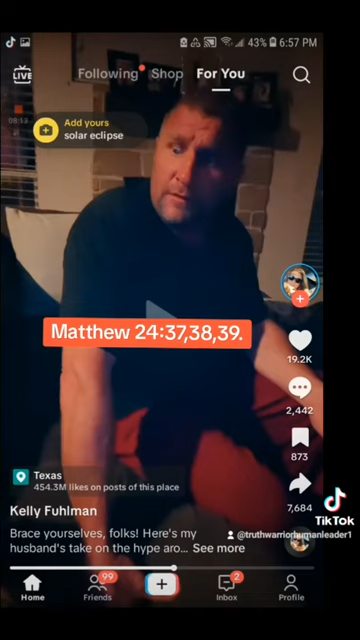 43% 6:57 PM
LIVE
Following Shop For You
Add yours
solar eclipse
Matthew 24:37,38,39.
19.2K
2,442
873
7,684
Texas
454.3M likes on posts of this place
TikTok
Kelly Fuhlman
@truthwarriorhumanleader1
Brace yourselves, folks! Here's my
husband's take on the hype aro... See more
99
2
Home Friends Inbox Profile